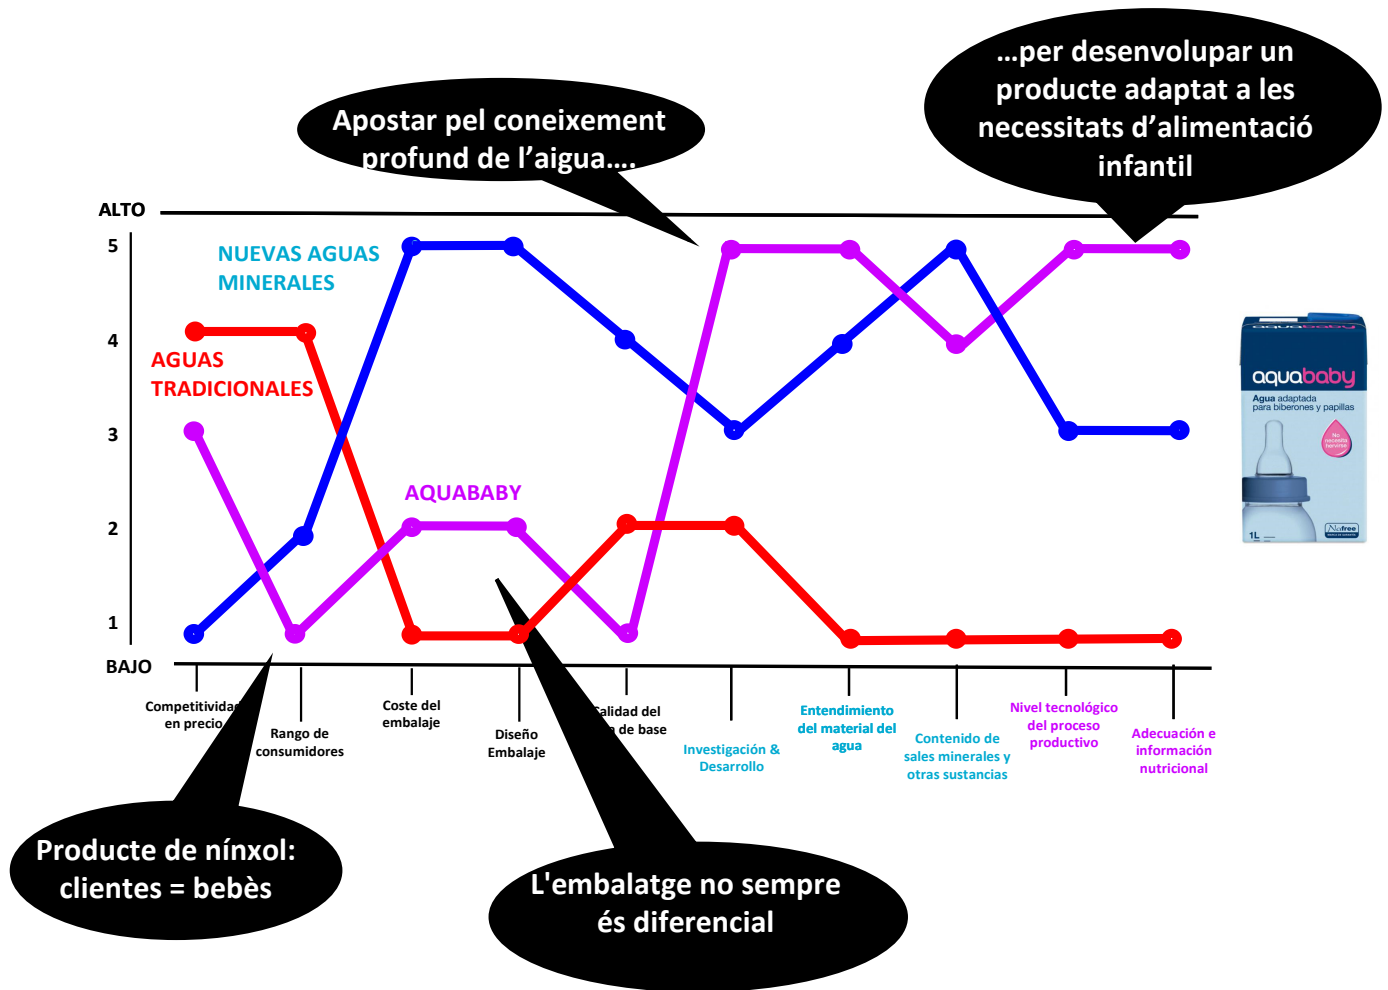 …per desenvolupar un
producte adaptat a les
necessitats d’alimentació
infantil
Apostar pel coneixement
profund de l’aigua….
ALTO
5
4
3
2
1
BAJO
NUEVAS AGUAS
MINERALES
AGUAS
TRADICIONALES
AQUABABY
aquababy
aquababy
Agua adaptada
para biberones y papillas
No
necesita
hervirse
1L
Competitividad
en precio
Rango de
consumidores
Coste del
embalaje
Diseño
Embalaje
Calidad del
de base
Investigación &
Desarrollo
Entendimiento
del material del
agua
Contenido de
sales minerales y
otras sustancias
Nivel tecnológico
del proceso
productivo
Adecuación e
información
nutricional
Producte de nínxol:
clientes = bebès
L'embalatge no sempre
és diferencial